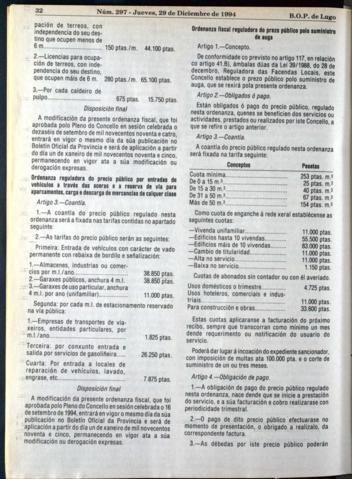 32
Núm. 297 - Jueves, 29 de Diciembre de 1994
B.O.P. de Lugo
pación de terreos, con
independencia do seu des-
tino que ocupen menos de
6 m. 150 ptas./m. 44.100 ptas.
2.—Licencias para ocupa-
ción de terreos, con inde-
pendencia do seu destino,
que ocupen máis de 6 m. 280 ptas./m. 65.100 ptas.
3.—Por cada caldeiro de
pulpo 675 ptas. 15.750 ptas.
Disposición final
A modificación da presente ordenanza fiscal, que foi
aprobada polo Pleno do Concello en sesión celebrada o
dezaseis de setembro de mil novecentos noventa e catro,
entrará en vigor o mesmo día da súa publicación no
Boletín Oficial da Provincia e será de aplicación a partir
do día un de xaneiro de mil novecentos noventa e cinco,
permanecendo en vigor ata a súa modificación ou
derogación expresas.
Ordenanza reguladora do prezo público por entradas de
vehículos a través das aceras e a reserva de vía para
aparcamentos, carga e descarga de mercancías de calquer clase
Artigo 3.—Coantía.
1.—A coantía do prezo público regulado nesta
ordenanza será a fixada nas tarifas contidas no apartado
seguinte:
2.—As tarifas do prezo público serán as seguintes:
Primeira: Entrada de vehículos con carácter de vado
permanente con rebaixe de bordilo e señalización:
1.—Almacenes, industrias ou comer-
cios por m.l./ano 38.850 ptas.
2.—Garaxes públicos, anchura 4 m.l. 38.850 ptas.
3.—Garaxes de uso particular, anchura
4 m.l. por ano (unifamiliar) 11.000 ptas.
Segunda: por cada m.l. de estacionamento reservado
na vía pública:
1.—Empresas de transportes de via-
xeiros, entidades particulares, por
m.l./ano 1.825 ptas.
Terceira: por conxunto entrada e
salida por servicios de gasolifeira 26.250 ptas.
Cuarta: Por entrada a locales de
reparación de vehículos, lavado,
engrase, etc. 7.875 ptas.
Disposición final
A modificación da presente ordenanza fiscal, que foi
aprobada polo Pleno do Concello en sesión celebrada o 16
de setembro de 1994, entrará en vigor o mesmo día da súa
publicación no Boletín Oficial da Provincia e será de
aplicación a partir do día un de xaneiro de mil novecentos
noventa e cinco, permanecendo en vigor ata a súa
modificación ou derogación expresas.
Ordenanza fiscal reguladora do prezo público polo suministro
de auga
Artigo 1.—Concepto.
De conformidade co previsto no artigo 117, en relación
co artigo 41.B), ámbalas dúas da Lei 39/1988, do 28 de
decembro, Reguladora das Facendas Locais, este
Concello establece o prezo público polo suministro de
auga, que se rexirá pola presente ordenanza.
Artigo 2.—Obrigados ó pago.
Están obrigados ó pago do prezo público, regulado
nesta ordenanza, quenes se beneficien dos servicios ou
actividades, prestados ou realizados por iste Concello, a
que se refire o artigo anterior.
Artigo 3.—Coantía.
A coantía do prezo público regulado nesta ordenanza
será fixada na tarifa seguinte:
Conceptos Pesetas
Cuota mínima 253 ptas. m.³
De 0 a 15 m.³ 25 ptas. m.³
De 15 a 30 m.³ 40 ptas. m.³
De 31 a 50 m.³ 67 ptas. m.³
Más de 50 m.³ 154 ptas. m.³
Como cuota de enganche á rede xeral establécense as
seguintes cuotas:
—Vivenda unifamiliar 11.000 ptas.
—Edificios hasta 10 vivendas 55.500 ptas.
—Edificios máis de 10 vivendas 83.000 ptas.
—Cambio de titularidad 11.000 ptas.
—Alta no servicio 11.000 ptas.
—Baixa no servicio 1.150 ptas.
—Custas de abonados sin contador ou con él averiado.
Usos domésticos o trimestre 4.725 ptas.
Usos hoteleros, comerciais e indus-
triais 11.000 ptas.
Para construción e obras 33.600 ptas.
Estas cuotas aplicaranse a facturación do próximo
recibo, sempre que transcorran como mínimo un mes
dende requerimento ou notificación do usuario do
servicio.
Poderá dar lugar á incoación do expediente sancionador,
con imposición de multas ata 100.000 pta. e o corte de
suministro de un ou tres meses.
Artigo 4.—Obrigación de pago.
1.—A obrigación de pago do prezo público regulado
nesta ordenanza, nace dende que se inicie a prestación
do servicio, e a súa facturación e cobro realizarase con
periodicidade trimestral.
2.—O pago de dito prezo público efectuarase no
momento de presentación, o obrigado a realizalo, da
correspondente factura.
3.—As débedas por iste prezo público poderán